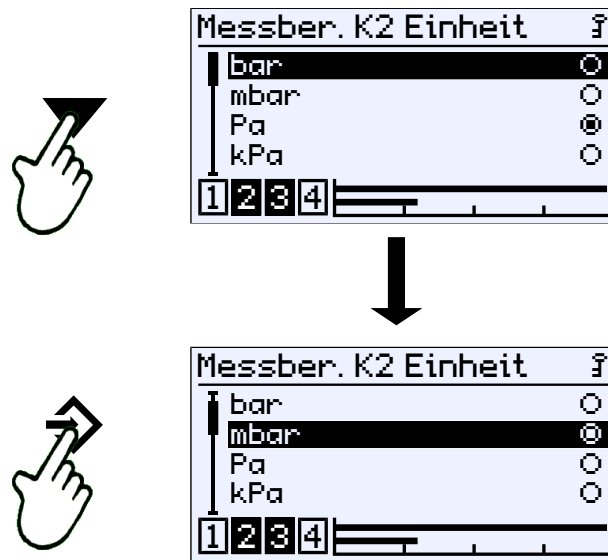 Messber. K2 Einheit
bar
mbar
Pa
kPa
1 2 3 4
Messber. K2 Einheit
bar
mbar
Pa
kPa
1 2 3 4